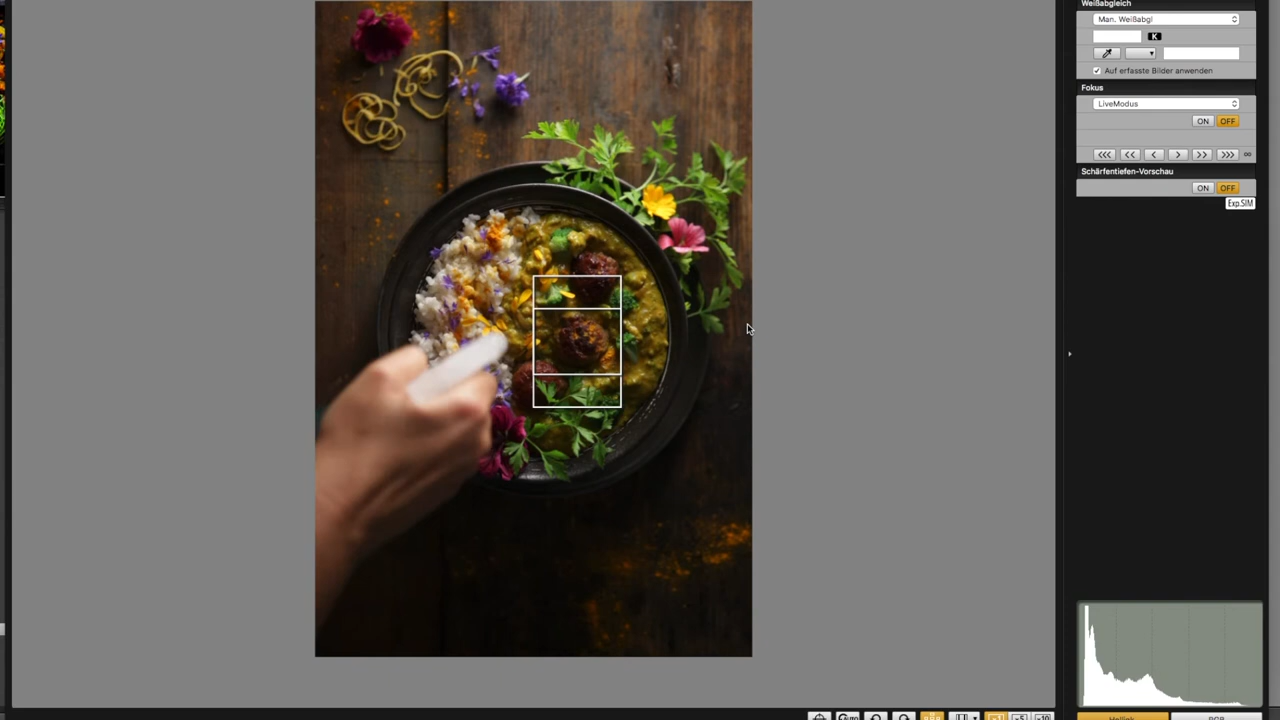 Weißabgleich
Man. Weißabgl
K
Auf erfasste Bilder anwenden
Fokus
LiveModus
ON OFF
Schärfentiefen-Vorschau
ON OFF
Exp.SIM